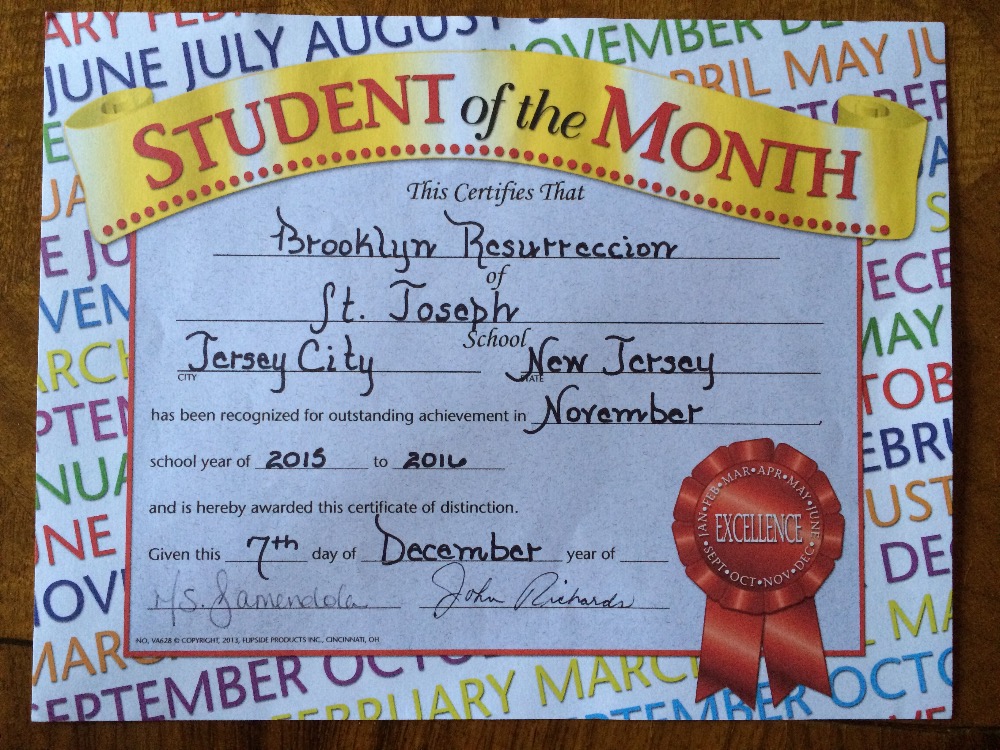 STUDENT of the MONTH
This Certifies That
Brooklyn Resurreccion
of
St. Joseph
School
Jersey City New Jersey
CITY STATE
has been recognized for outstanding achievement in November
school year of 2015 to 2016
and is hereby awarded this certificate of distinction.
Given this 7th day of December year of
Ms. Samendola John Richards
NO. VA628 © COPYRIGHT, 2013, FLIPSIDE PRODUCTS INC., CINCINNATI, OH
JAN•FEB•MAR•APR•MAY•JUNE
EXCELLENCE
SEPT•OCT•NOV•DEC
JUNE JULY AUGUST
NOVEMBER
APRIL MAY
SEPTEMBER
FEBRUARY MARCH